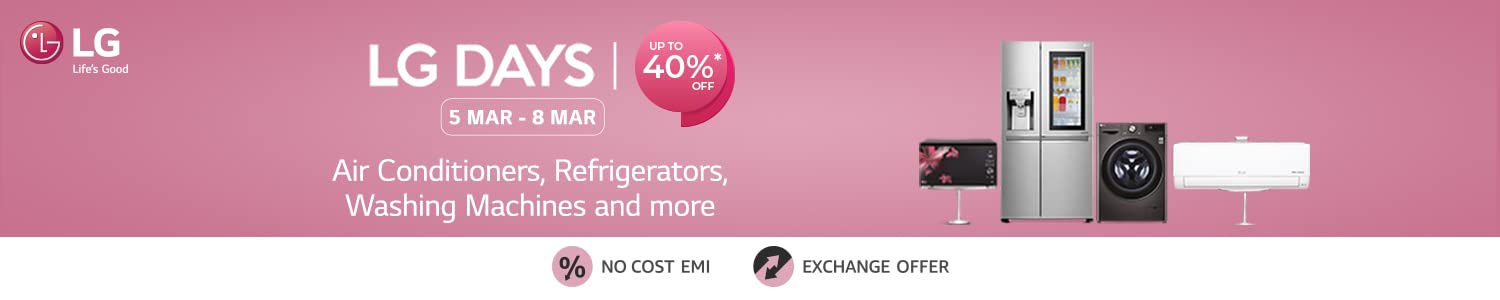 LG
Life's Good
LG DAYS
UP TO
40%*
OFF
5 MAR - 8 MAR
Air Conditioners, Refrigerators,
Washing Machines and more
% NO COST EMI
EXCHANGE OFFER